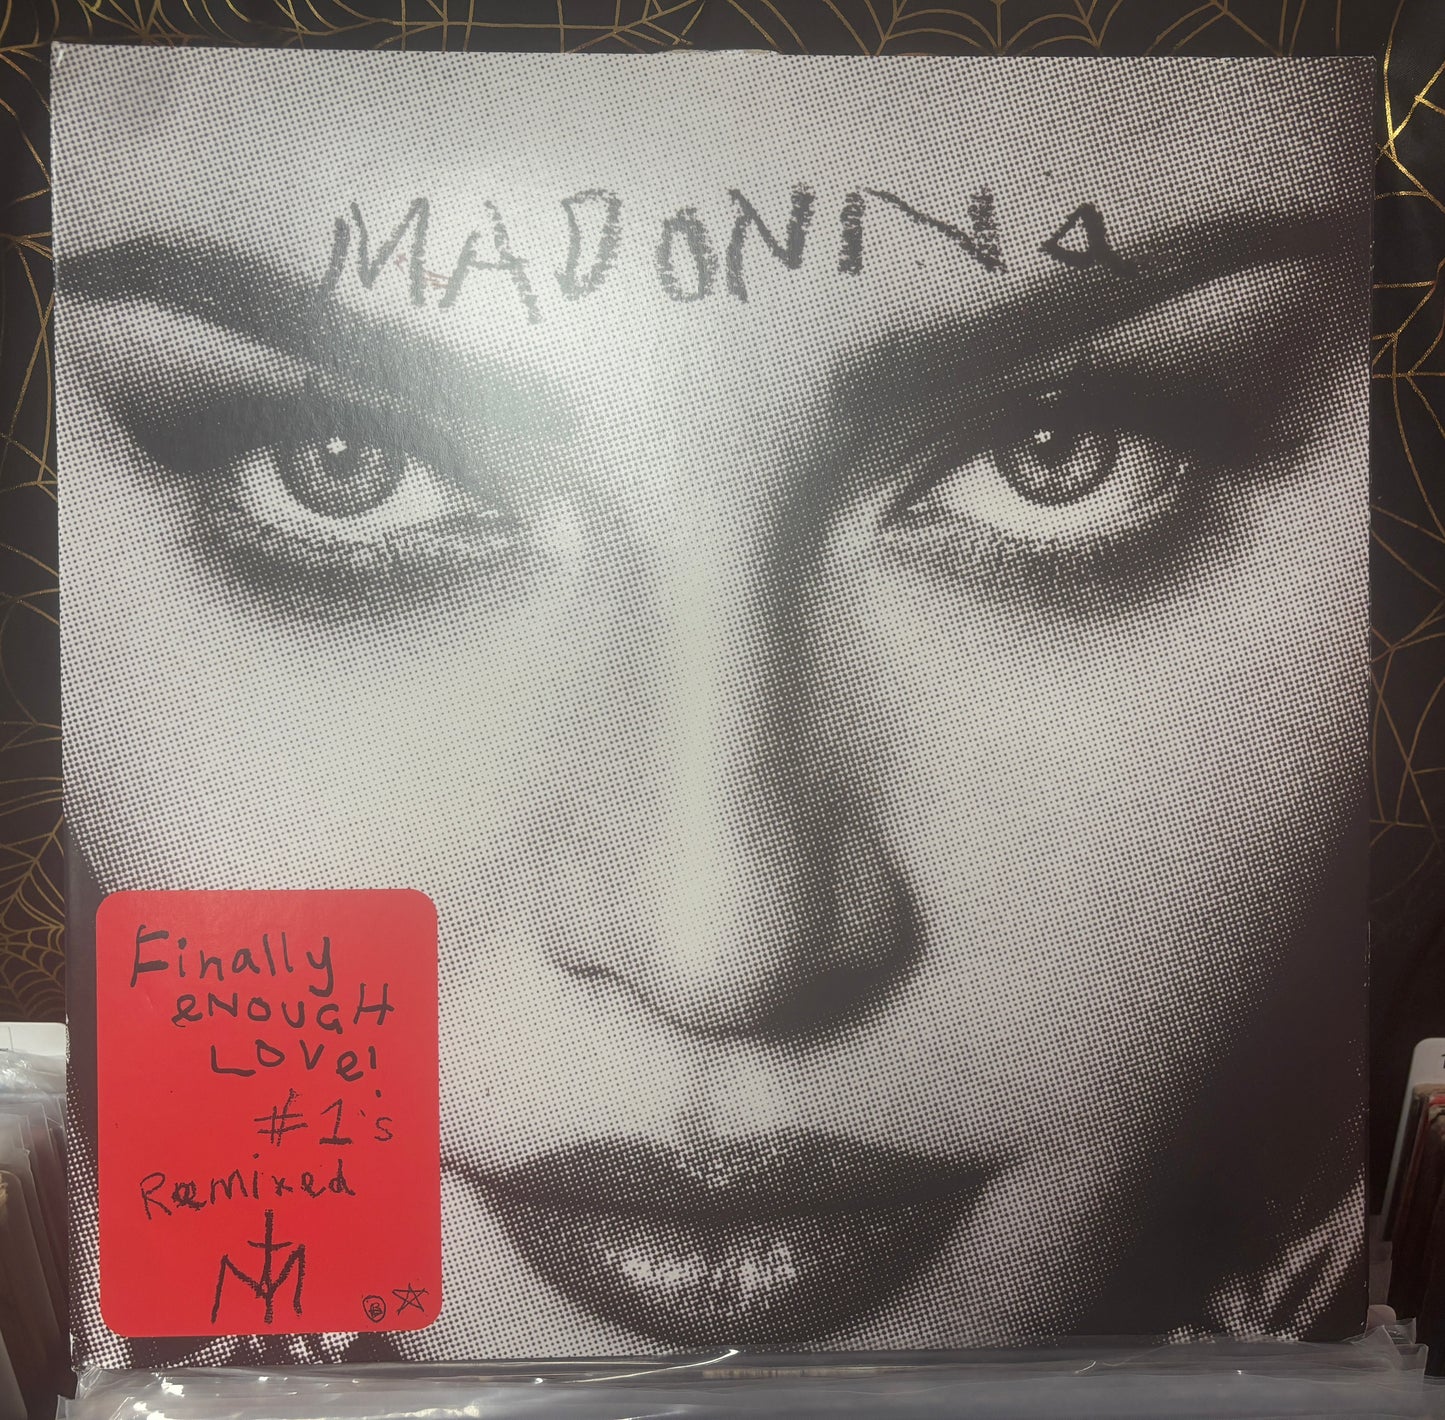 MADONNA
Finally
eNOUGH
LOVe!
#1's
Remixed
M
B